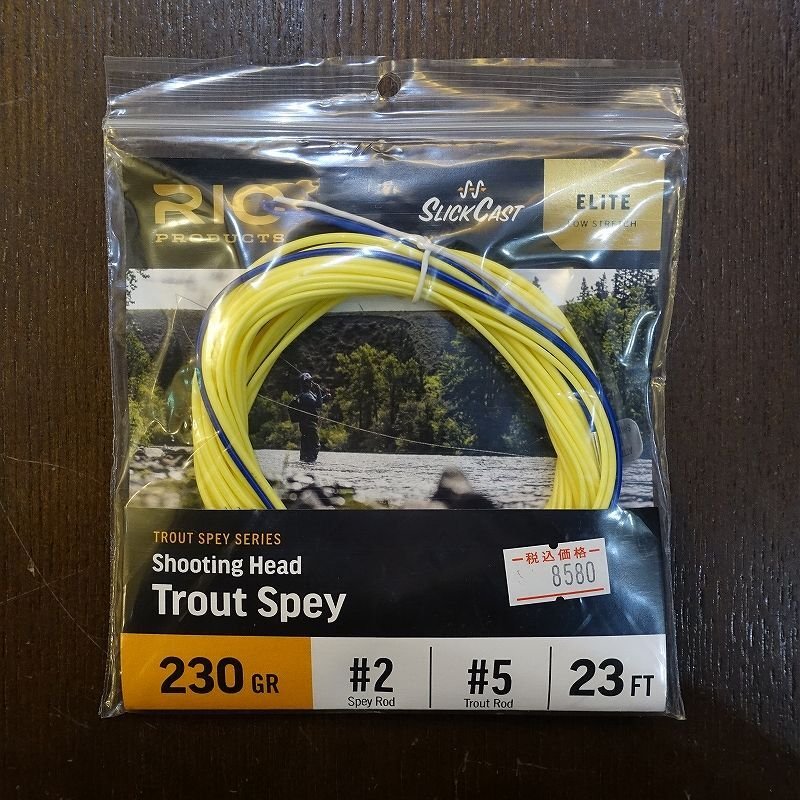 RIO
PRODUCTS
SLICKCAST
ELITE
LOW STRETCH
TROUT SPEY SERIES
Shooting Head
Trout Spey
税込価格
8580
230 GR
#2
Spey Rod
#5
Trout Rod
23 FT